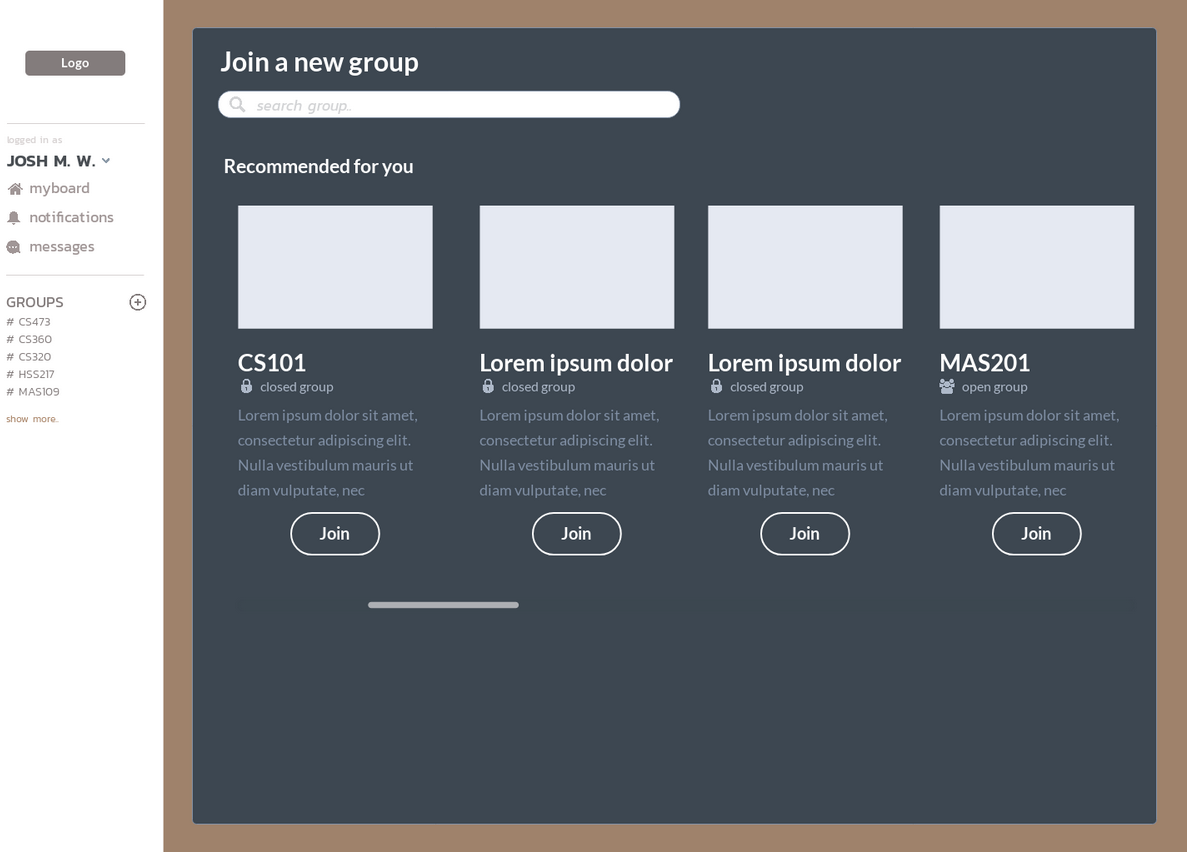 Logo
logged in as
JOSH M. W.
myboard
notifications
messages
GROUPS
# CS473
# CS360
# CS320
# HSS217
# MAS109
show more..
Join a new group
search group..
Recommended for you
CS101
closed group
Lorem ipsum dolor sit amet,
consectetur adipiscing elit.
Nulla vestibulum mauris ut
diam vulputate, nec
Join
Lorem ipsum dolor
closed group
Lorem ipsum dolor sit amet,
consectetur adipiscing elit.
Nulla vestibulum mauris ut
diam vulputate, nec
Join
Lorem ipsum dolor
closed group
Lorem ipsum dolor sit amet,
consectetur adipiscing elit.
Nulla vestibulum mauris ut
diam vulputate, nec
Join
MAS201
open group
Lorem ipsum dolor sit amet,
consectetur adipiscing elit.
Nulla vestibulum mauris ut
diam vulputate, nec
Join